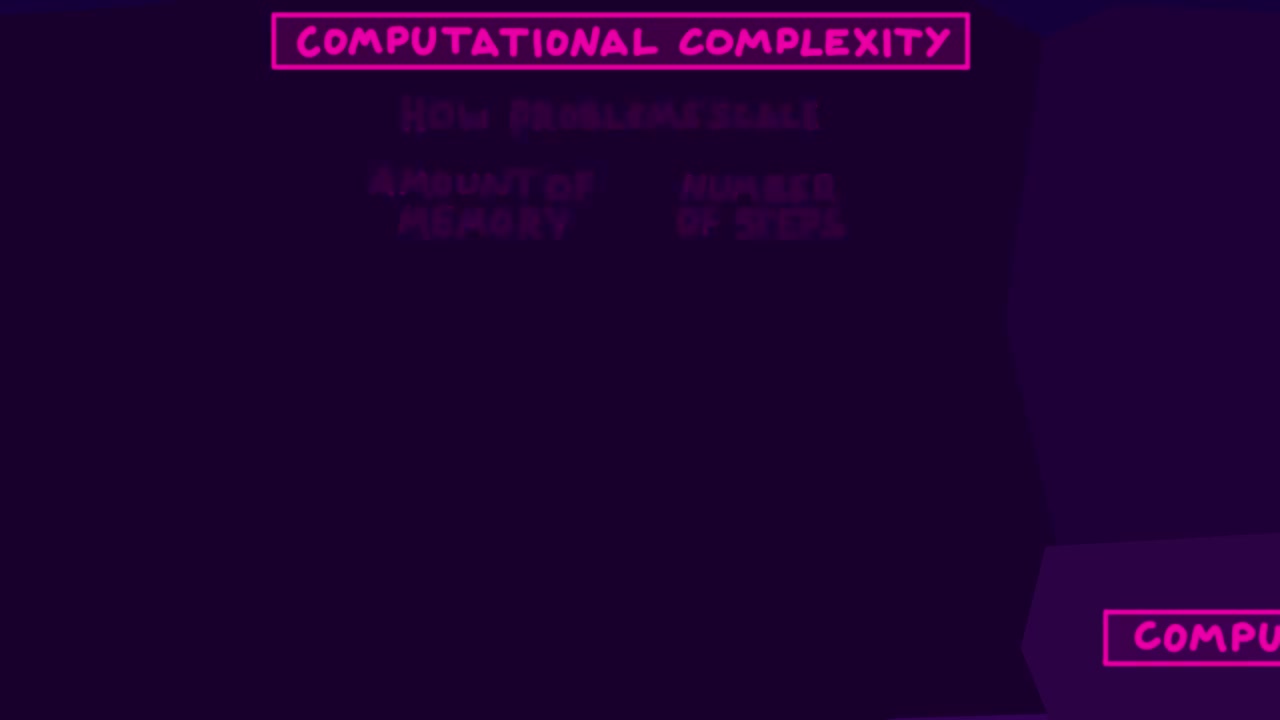 COMPUTATIONAL COMPLEXITY
HOW PROBLEMS SCALE
AMOUNT OF
MEMORY
NUMBER
OF STEPS
COMPU